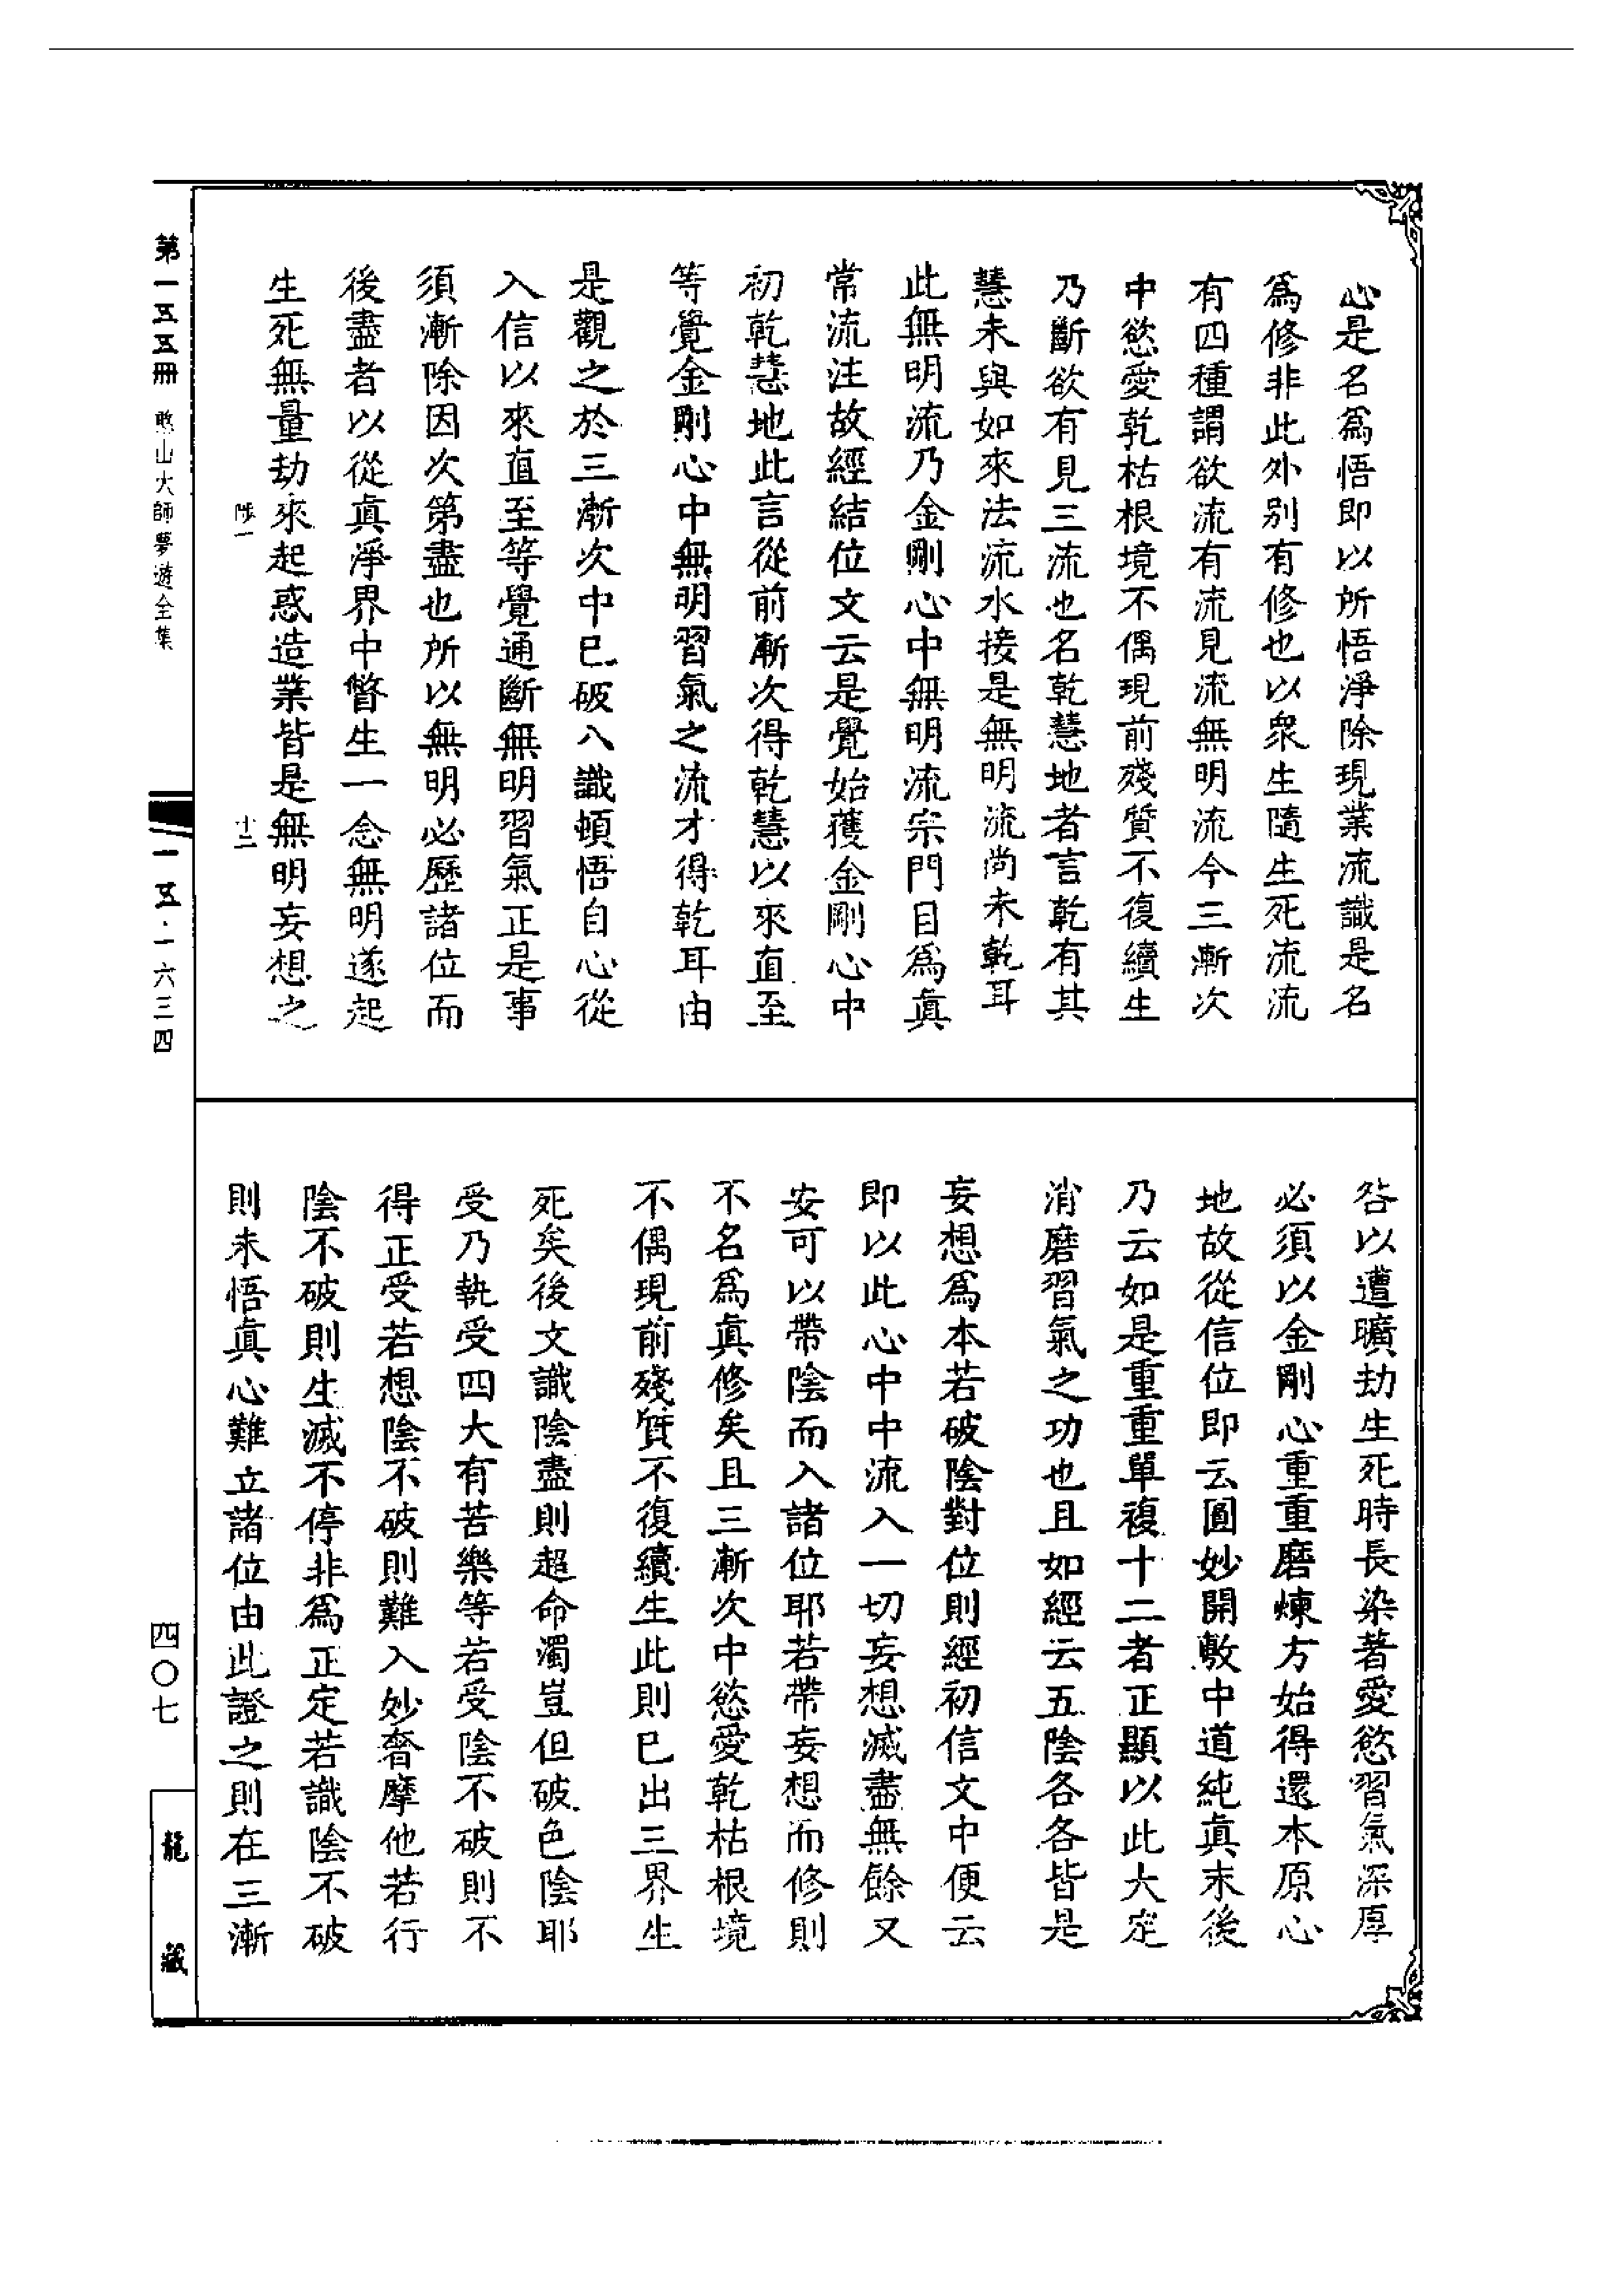 心是名爲悟即以所悟淨除現業流識是名
爲修非此外別有修也以衆生隨生死流流
有四種謂欲流有流見流無明流今三漸次
中慾愛乾枯根境不偶現前殘質不復續生
乃斷欲有見三流也名乾慧地者言乾有其
慧未與如來法流水接是無明流尚未乾耳
此無明流乃金剛心中無明流宗門目爲眞
常流注故經結位文云是覺始獲金剛心中
初乾慧地此言從前漸次得乾慧以來直至
等覺金剛心中無明習氣之流才得乾耳由
是觀之於三漸次中巳破八識頓悟自心從
入信以來直至等覺通斷無明習氣正是事
須漸除因次第盡也所以無明必歷諸位而
後盡者以從眞淨界中瞥生一念無明遂起
生死無量劫來起惑造業皆是無明妄想之
陟一
十二
咎以遭曠劫生死時長染著愛慾習氣深厚
必須以金剛心重重磨煉方始得還本原心
地故從信位即云圓妙開敷中道純眞末後
乃云如是重重單複十二者正顯以此大定
消磨習氣之功也且如經云五陰各各皆是
妄想爲本若破陰對位則經初信文中便云
即以此心中中流入一切妄想滅盡無餘又
安可以帶陰而入諸位耶若帶妄想而修則
不名爲眞修矣且三漸次中慾愛乾枯根境
不偶現前殘質不復續生此則巳出三界生
死矣後文識陰盡則超命濁豈但破色陰耶
受乃執受四大有苦樂等若受陰不破則不
得正受若想陰不破則難入妙奢摩他若行
陰不破則生滅不停非爲正定若識陰不破
則未悟眞心難立諸位由此證之則在三漸
第一五五冊 憨山大師夢遊全集
一五·一六三四
四〇七
龍藏